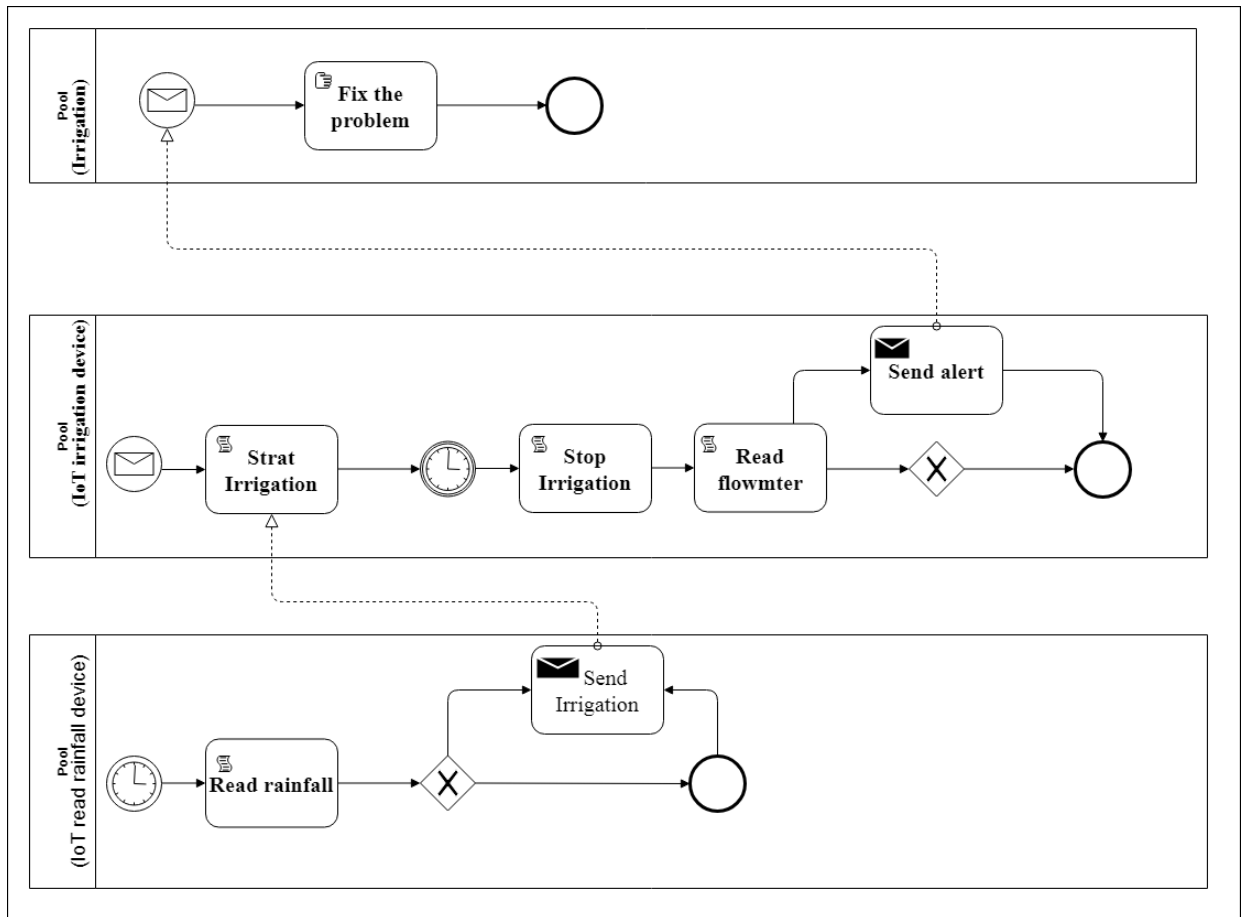 Pool
(Irrigation)
Fix the
problem
Pool
(IoT irrigation device)
Send alert
Strat
Irrigation
Stop
Irrigation
Read
flowmter
X
Pool
(IoT read rainfall device)
Send
Irrigation
Read rainfall
X